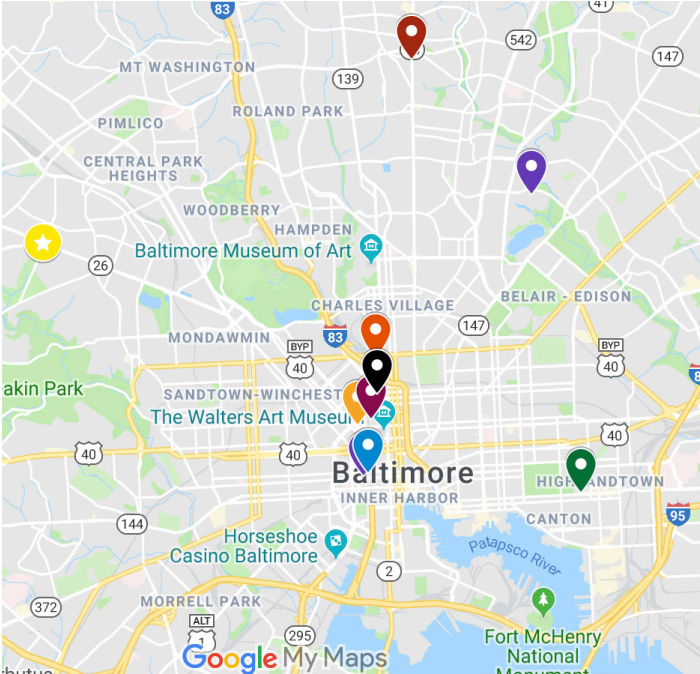 83
41
542
147
MT WASHINGTON
139
ROLAND PARK
PIMLICO
CENTRAL PARK
HEIGHTS
WOODBERRY
HAMPDEN
Baltimore Museum of Art
26
BELAIR - EDISON
CHARLES VILLAGE
147
83
MONDAWMIN
BYP
40
BYP
40
8
akin Park
SANDTOWN-WINCHEST
The Walters Art Museum
40
40
40
Baltimore
HIGHLANDTOWN
INNER HARBOR
95
CANTON
144
Horseshoe
Casino Baltimore
Patapsco River
2
MORRELL PARK
372
ALT
1
295
Fort McHenry
National
Monument
Google My Maps
rbutus